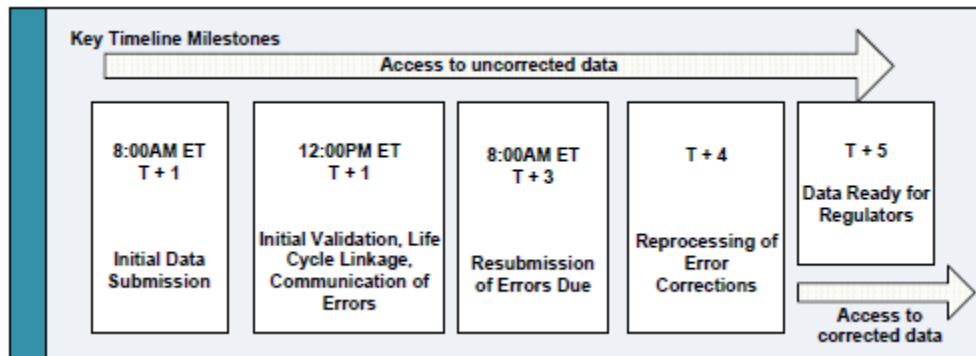 Key Timeline Milestones
Access to uncorrected data
8:00AM ET
T + 1
Initial Data
Submission
12:00PM ET
T + 1
Initial Validation, Life
Cycle Linkage,
Communication of
Errors
8:00AM ET
T + 3
Resubmission
of Errors Due
T + 4
Reprocessing of
Error
Corrections
T + 5
Data Ready for
Regulators
Access to
corrected data